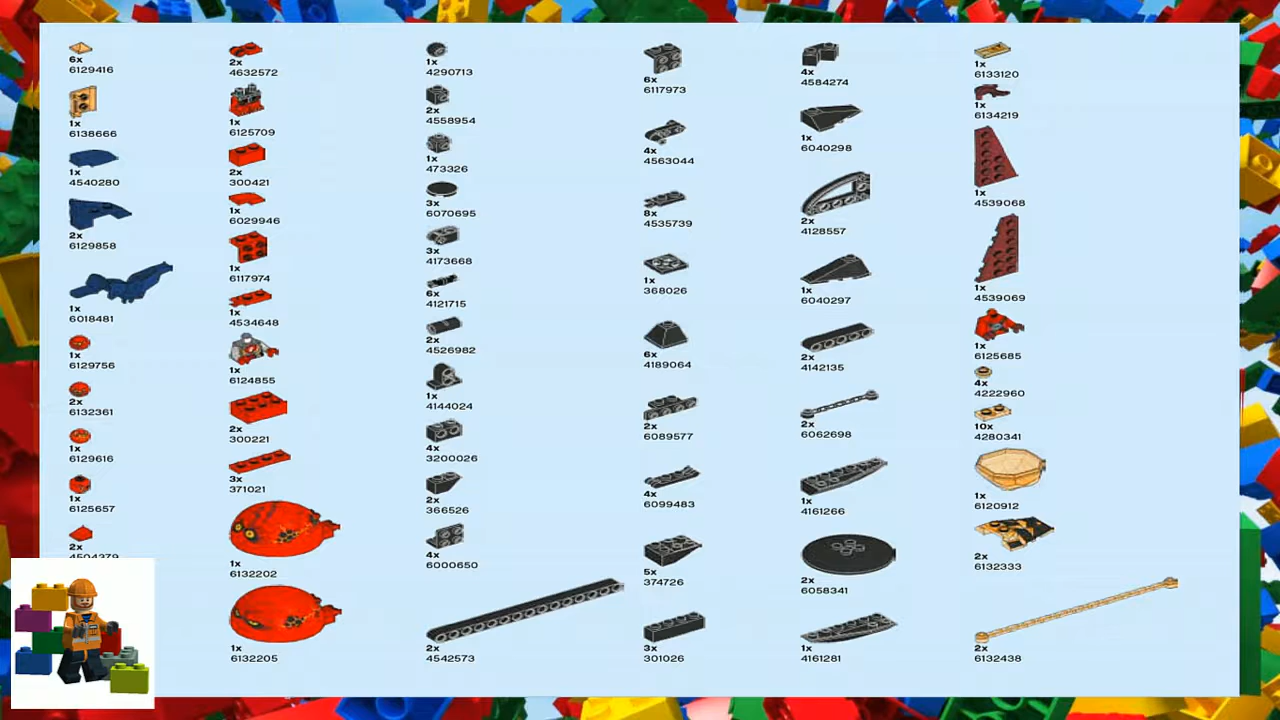 6x
6129416
1x
6138666
1x
4540280
2x
6129858
1x
6018481
1x
6129756
2x
6132361
1x
6129616
1x
6125657
2x
4504379
2x
4632572
1x
6125709
2x
300421
1x
6029946
1x
6117974
1x
4534648
1x
6124855
2x
300221
3x
371021
1x
6132202
1x
6132205
1x
4290713
2x
4558954
1x
473326
3x
6070695
3x
4173668
6x
4121715
2x
4526982
1x
4144024
4x
3200026
2x
366526
4x
6000650
2x
4542573
6x
6117973
4x
4563044
8x
4535739
1x
368026
6x
4189064
2x
6089577
4x
6099483
5x
374726
3x
301026
4x
4584274
1x
6040298
2x
4128557
1x
6040297
2x
4142135
2x
6062698
1x
4161266
2x
6058341
1x
4161281
1x
6133120
1x
6134219
1x
4539068
1x
4539069
1x
6125685
4x
4222960
10x
4280341
1x
6120912
2x
6132333
2x
6132438